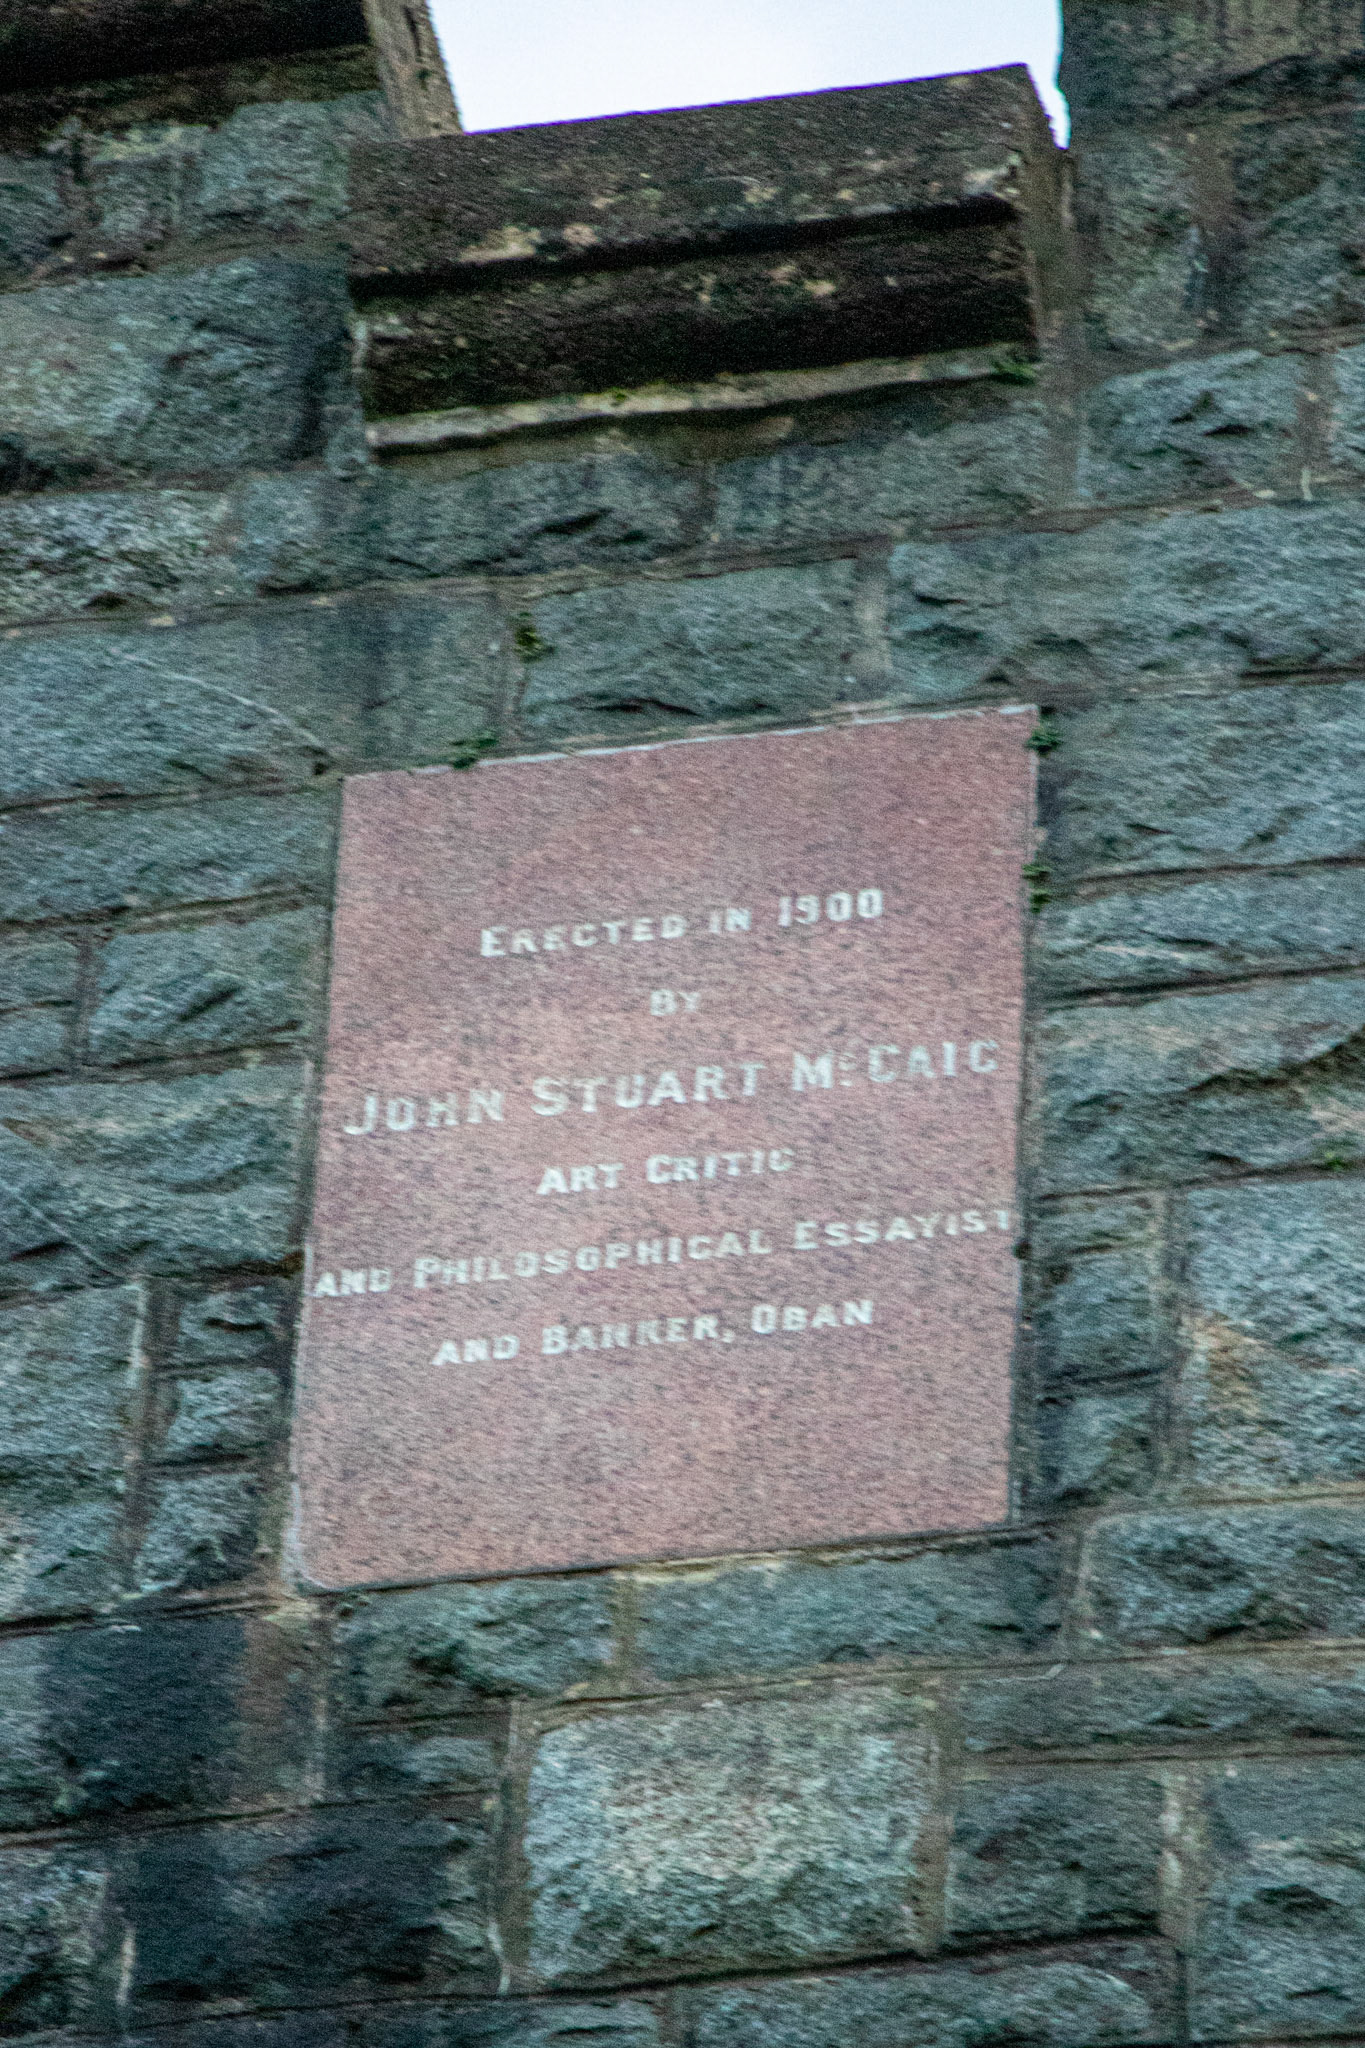 ERECTED IN 1900
BY
JOHN STUART McCAIG
ART CRITIC
AND PHILOSOPHICAL ESSAYIST
AND BANKER, OBAN